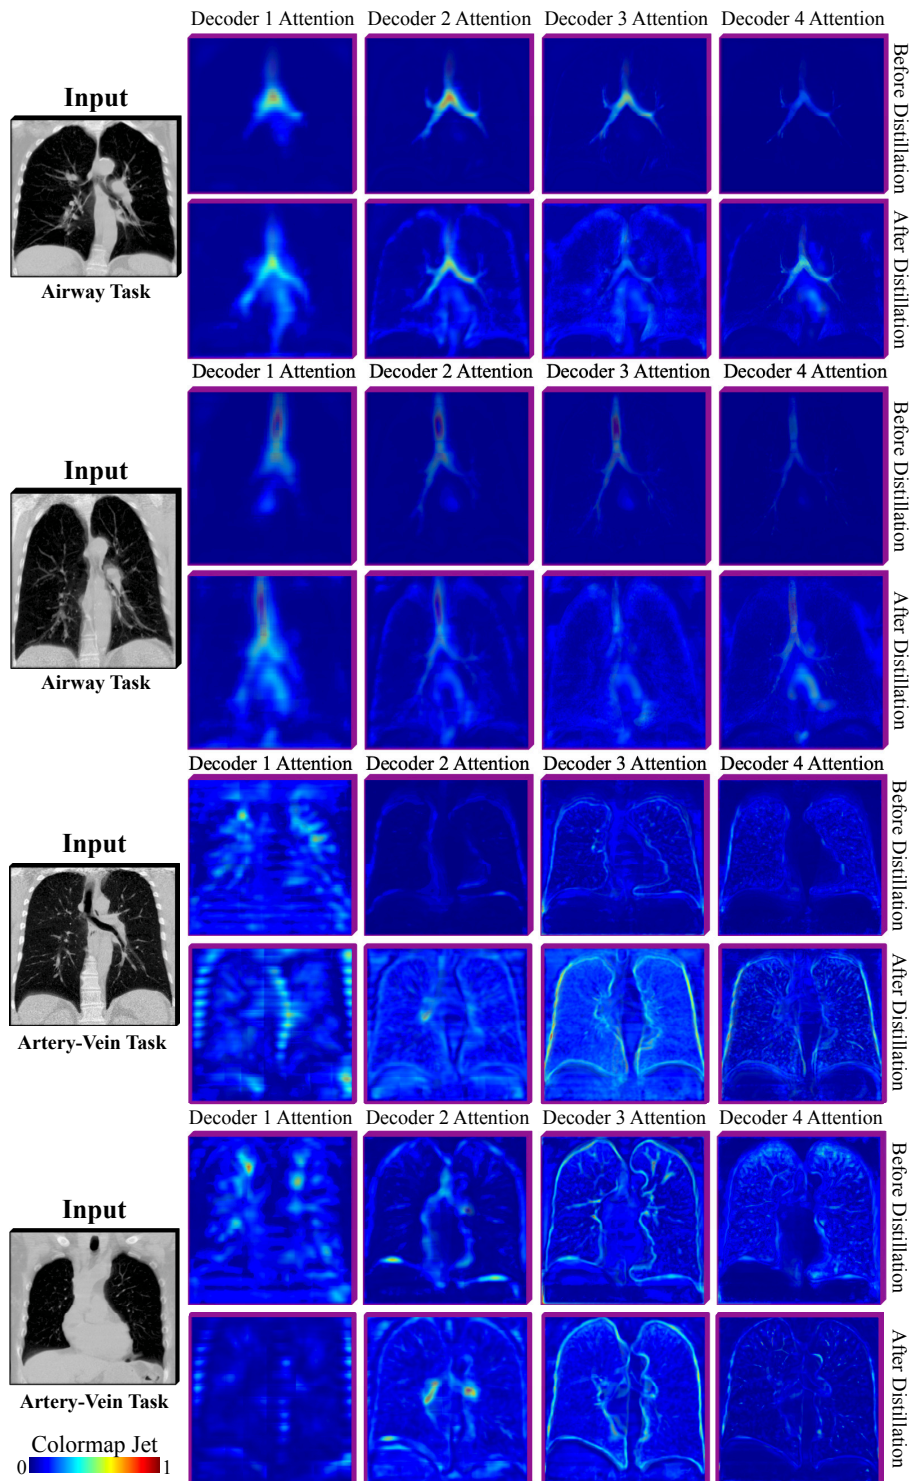 Decoder 1 Attention Decoder 2 Attention Decoder 3 Attention Decoder 4 Attention
Input
Before Distillation
After Distillation
Airway Task
Decoder 1 Attention Decoder 2 Attention Decoder 3 Attention Decoder 4 Attention
Input
Before Distillation
After Distillation
Airway Task
Decoder 1 Attention Decoder 2 Attention Decoder 3 Attention Decoder 4 Attention
Input
Before Distillation
After Distillation
Artery-Vein Task
Decoder 1 Attention Decoder 2 Attention Decoder 3 Attention Decoder 4 Attention
Input
Before Distillation
After Distillation
Artery-Vein Task
Colormap Jet
0 1